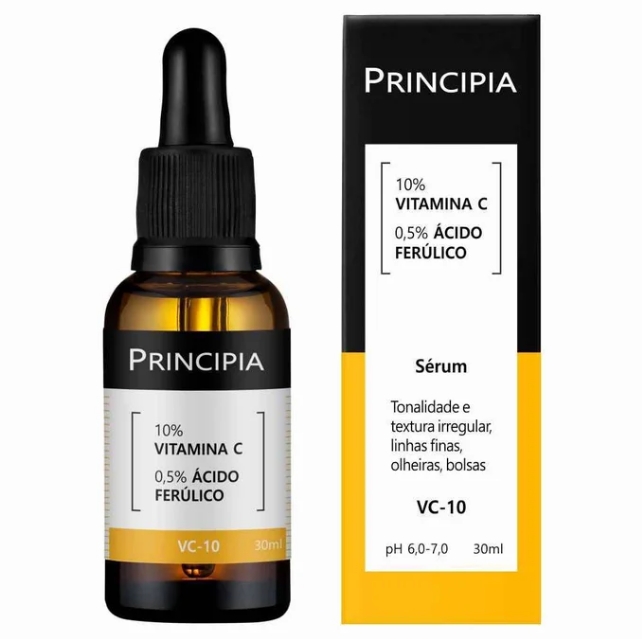 PRINCIPIA
10%
VITAMINA C
0,5% ÁCIDO
FERÚLICO
VC-10 30ml
PRINCIPIA
10%
VITAMINA C
0,5% ÁCIDO
FERÚLICO
Sérum
Tonalidade e
textura irregular,
linhas finas,
olheiras, bolsas
VC-10
pH 6,0-7,0 30ml